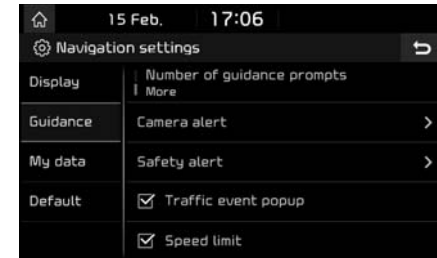 15 Feb. 17:06
Navigation settings
Display
Number of guidance prompts
More
Guidance
Camera alert
My data
Safety alert
Default
Traffic event popup
Speed limit